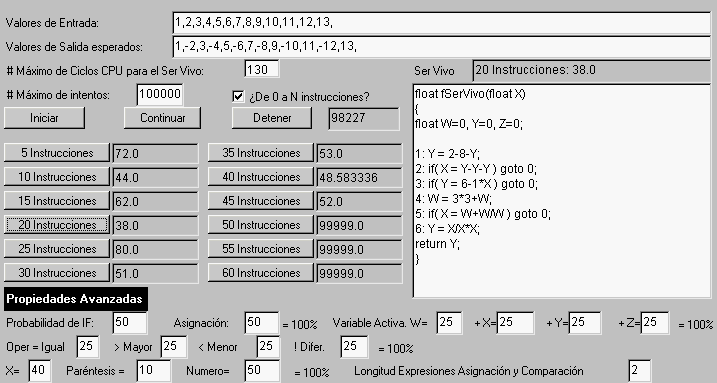 Valores de Entrada: 1,2,3,4,5,6,7,8,9,10,11,12,13,
Valores de Salida esperados: 1,-2,3,-4,5,-6,7,-8,9,-10,11,-12,13,
# Máximo de Ciclos CPU para el Ser Vivo: 130
Ser Vivo 20 Instrucciones: 38.0
# Máximo de intentos: 100000 ¿De 0 a N instrucciones?
Iniciar Continuar Detener 98227
5 Instrucciones 72.0 35 Instrucciones 53.0
10 Instrucciones 44.0 40 Instrucciones 48.583336
15 Instrucciones 62.0 45 Instrucciones 52.0
20 Instrucciones 38.0 50 Instrucciones 99999.0
25 Instrucciones 80.0 55 Instrucciones 99999.0
30 Instrucciones 51.0 60 Instrucciones 99999.0
float fSerVivo(float X)
{
float W=0, Y=0, Z=0;
1: Y = 2-8-Y;
2: if( X = Y-Y-Y ) goto 0;
3: if( Y = 6-1*X ) goto 0;
4: W = 3*3+W;
5: if( X = W+W/W ) goto 0;
6: Y = X/X*X;
return Y;
}
Propiedades Avanzadas
Probabilidad de IF: 50 Asignación: 50 = 100% Variable Activa. W= 25 + X= 25 + Y= 25 + Z= 25 = 100%
Oper = Igual 25 > Mayor 25 < Menor 25 ! Difer. 25 = 100%
X= 40 Paréntesis = 10 Numero= 50 = 100% Longitud Expresiones Asignación y Comparación 2